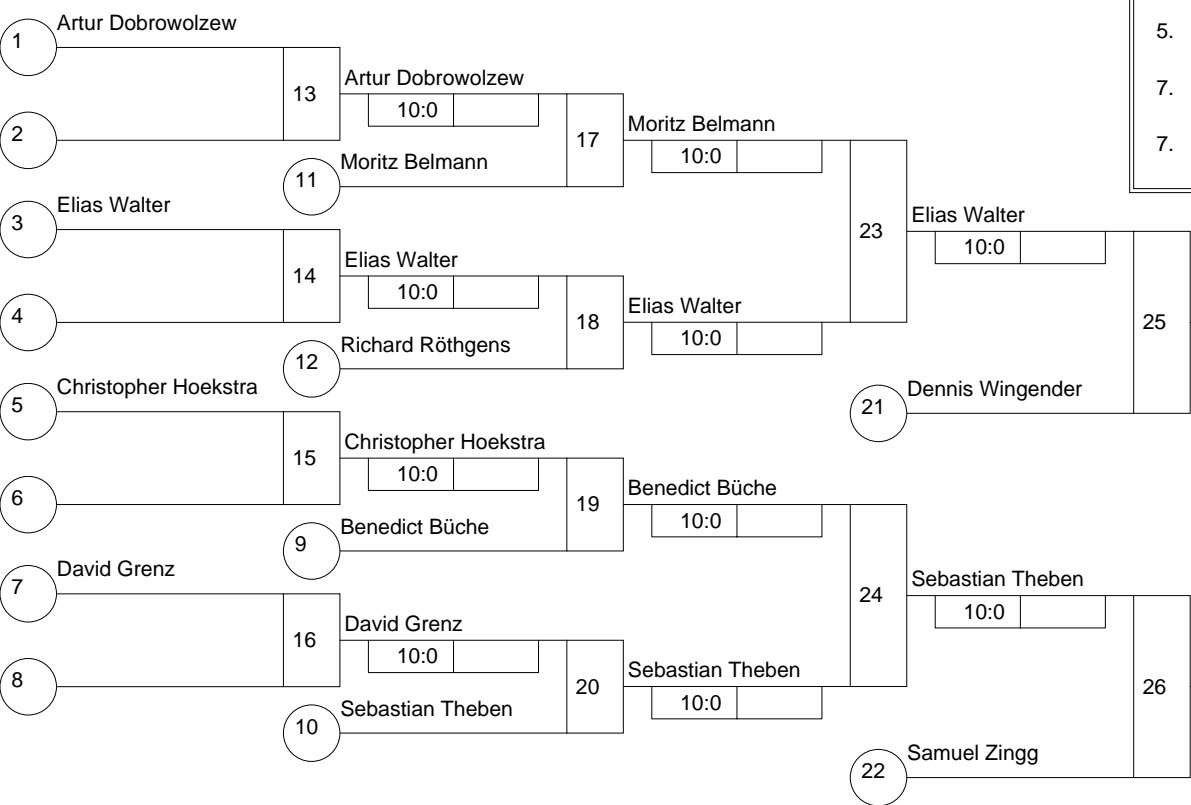 Artur Dobrowolzew
1
5.
13
Artur Dobrowolzew
10:0
7.
2
17
Moritz Belmann
10:0
7.
11
Moritz Belmann
3
Elias Walter
23
Elias Walter
10:0
14
Elias Walter
10:0
4
18
Elias Walter
10:0
25
12
Richard Röthgens
5
Christopher Hoekstra
21
Dennis Wingender
15
Christopher Hoekstra
10:0
6
19
Benedict Büche
10:0
9
Benedict Büche
7
David Grenz
24
Sebastian Theben
10:0
16
David Grenz
10:0
8
20
Sebastian Theben
10:0
26
10
Sebastian Theben
22
Samuel Zingg